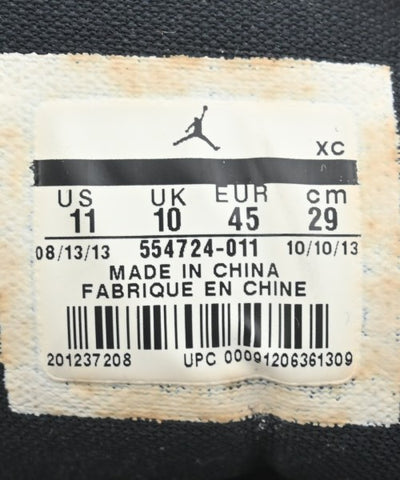 XC
US UK EUR cm
11 10 45 29
08/13/13 554724-011 10/10/13
MADE IN CHINA
FABRIQUE EN CHINE
201237208 UPC 00091206361309